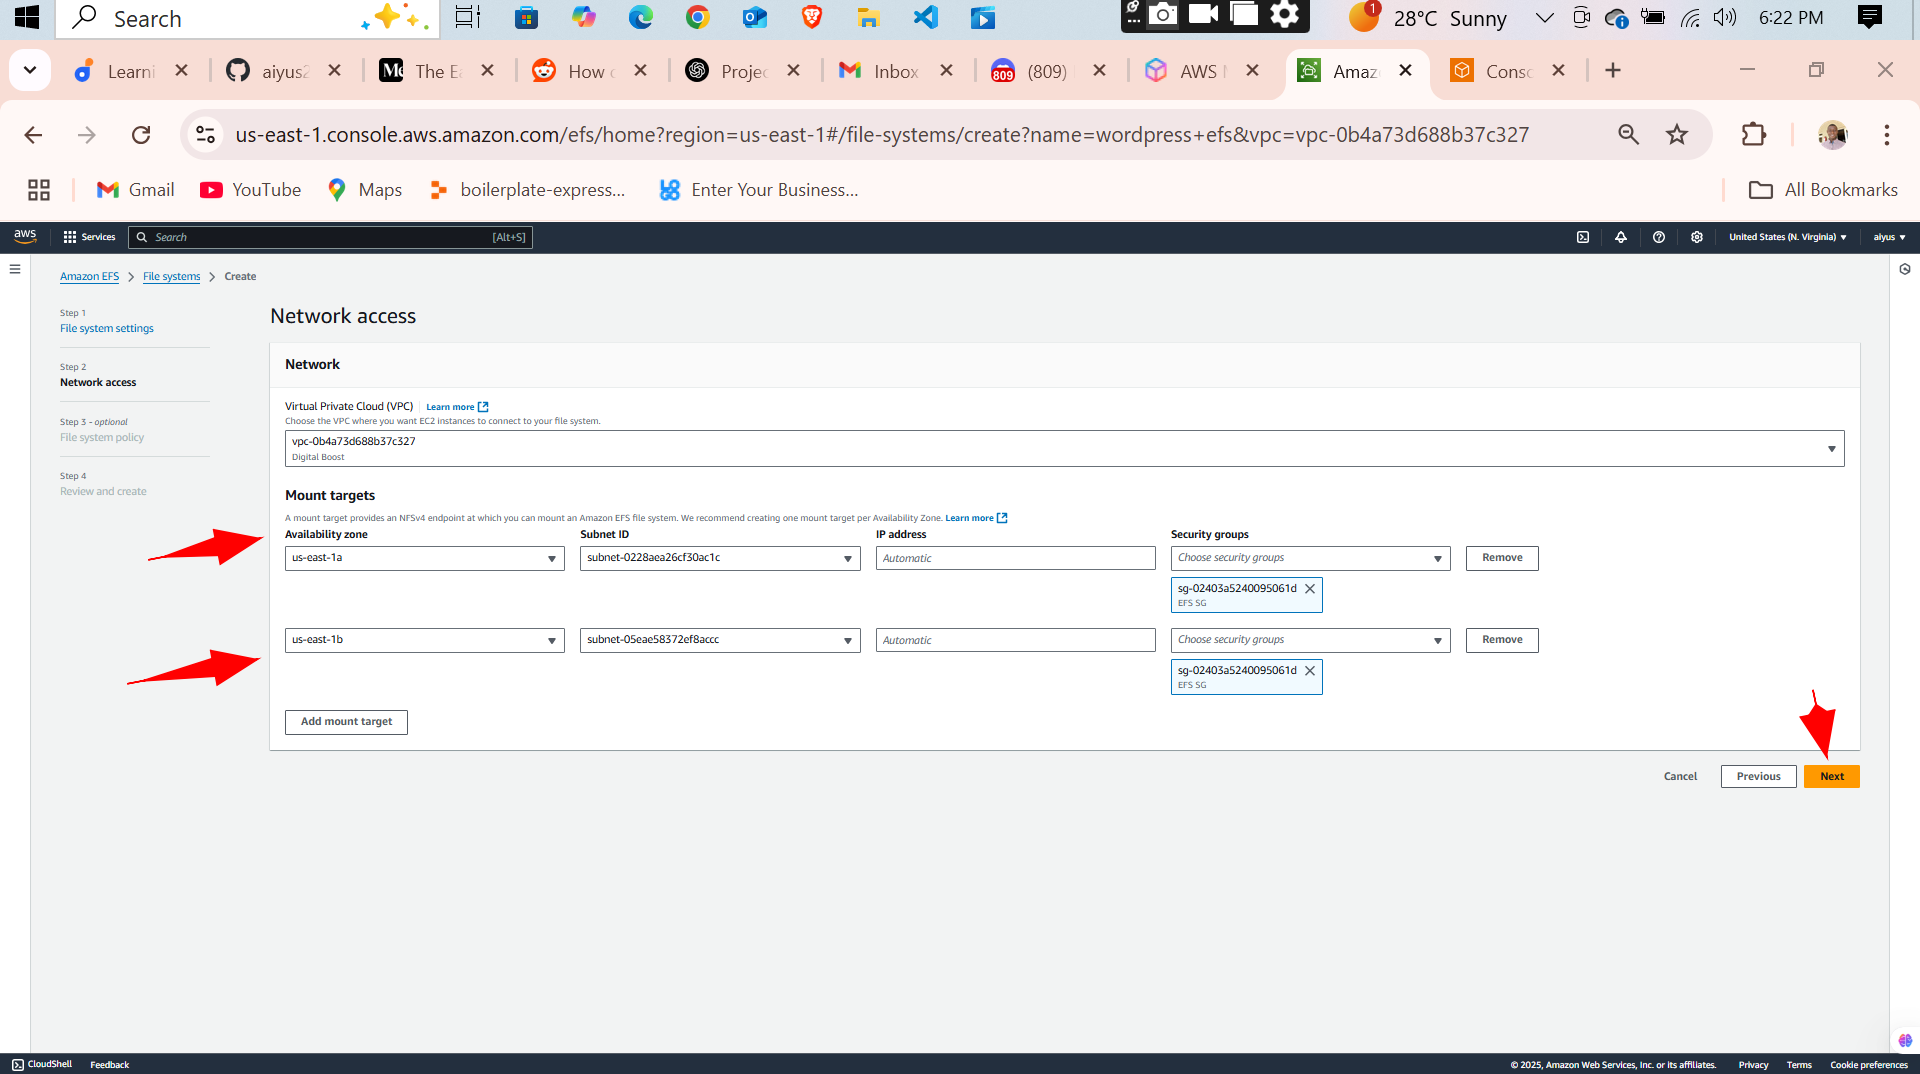 Search
1
28°C Sunny
6:22 PM
Learni
aiyus2
The Ea
How c
Projec
Inbox
809
(809)
AWS
Amaz
Consc
us-east-1.console.aws.amazon.com/efs/home?region=us-east-1#/file-systems/create?name=wordpress+efs&vpc=vpc-0b4a73d688b37c327
Gmail
YouTube
Maps
boilerplate-express...
Enter Your Business...
All Bookmarks
aws
Services
Search
[Alt+S]
United States (N. Virginia)
aiyus
Amazon EFS
File systems
Create
Step 1
File system settings
Step 2
Network access
Step 3 - optional
File system policy
Step 4
Review and create
Network access
Network
Virtual Private Cloud (VPC)
Learn more
Choose the VPC where you want EC2 instances to connect to your file system.
vpc-0b4a73d688b37c327
Digital Boost
Mount targets
A mount target provides an NFSv4 endpoint at which you can mount an Amazon EFS file system. We recommend creating one mount target per Availability Zone. Learn more
Availability zone
Subnet ID
IP address
Security groups
us-east-1a
subnet-0228aea26cf30ac1c
Automatic
Choose security groups
Remove
sg-02403a5240095061d
EFS SG
us-east-1b
subnet-05eae58372ef8accc
Automatic
Choose security groups
Remove
sg-02403a5240095061d
EFS SG
Add mount target
Cancel
Previous
Next
CloudShell
Feedback
© 2025, Amazon Web Services, Inc. or its affiliates.
Privacy
Terms
Cookie preferences